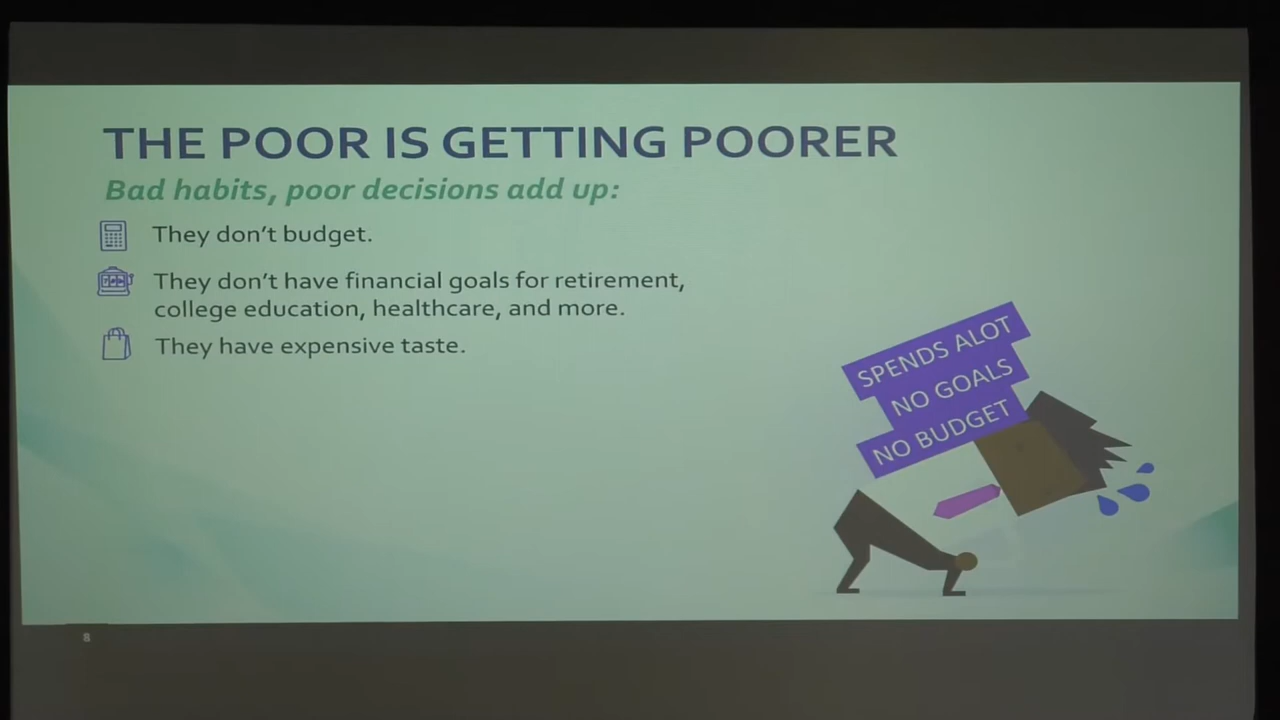 THE POOR IS GETTING POORER
Bad habits, poor decisions add up:
They don't budget.
They don't have financial goals for retirement,
college education, healthcare, and more.
They have expensive taste.
SPENDS ALOT
NO GOALS
NO BUDGET
8